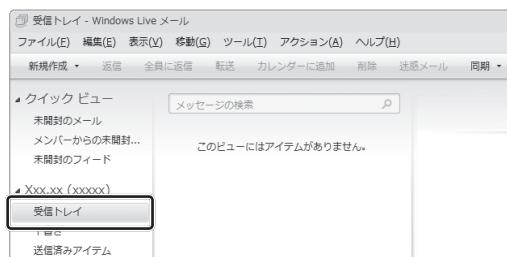 受信トレイ - Windows Live メール
ファイル(F) 編集(E) 表示(V) 移動(G) ツール(T) アクション(A) ヘルプ(H)
新規作成 返信 全員に返信 転送 カレンダーに追加 削除 迷惑メール 同期
クイック ビュー
メッセージの検索
未開封のメール
メンバーからの未開封...
このビューにはアイテムがありません。
未開封のフィード
Xxx.xx (xxxxx)
受信トレイ
送信済みアイテム